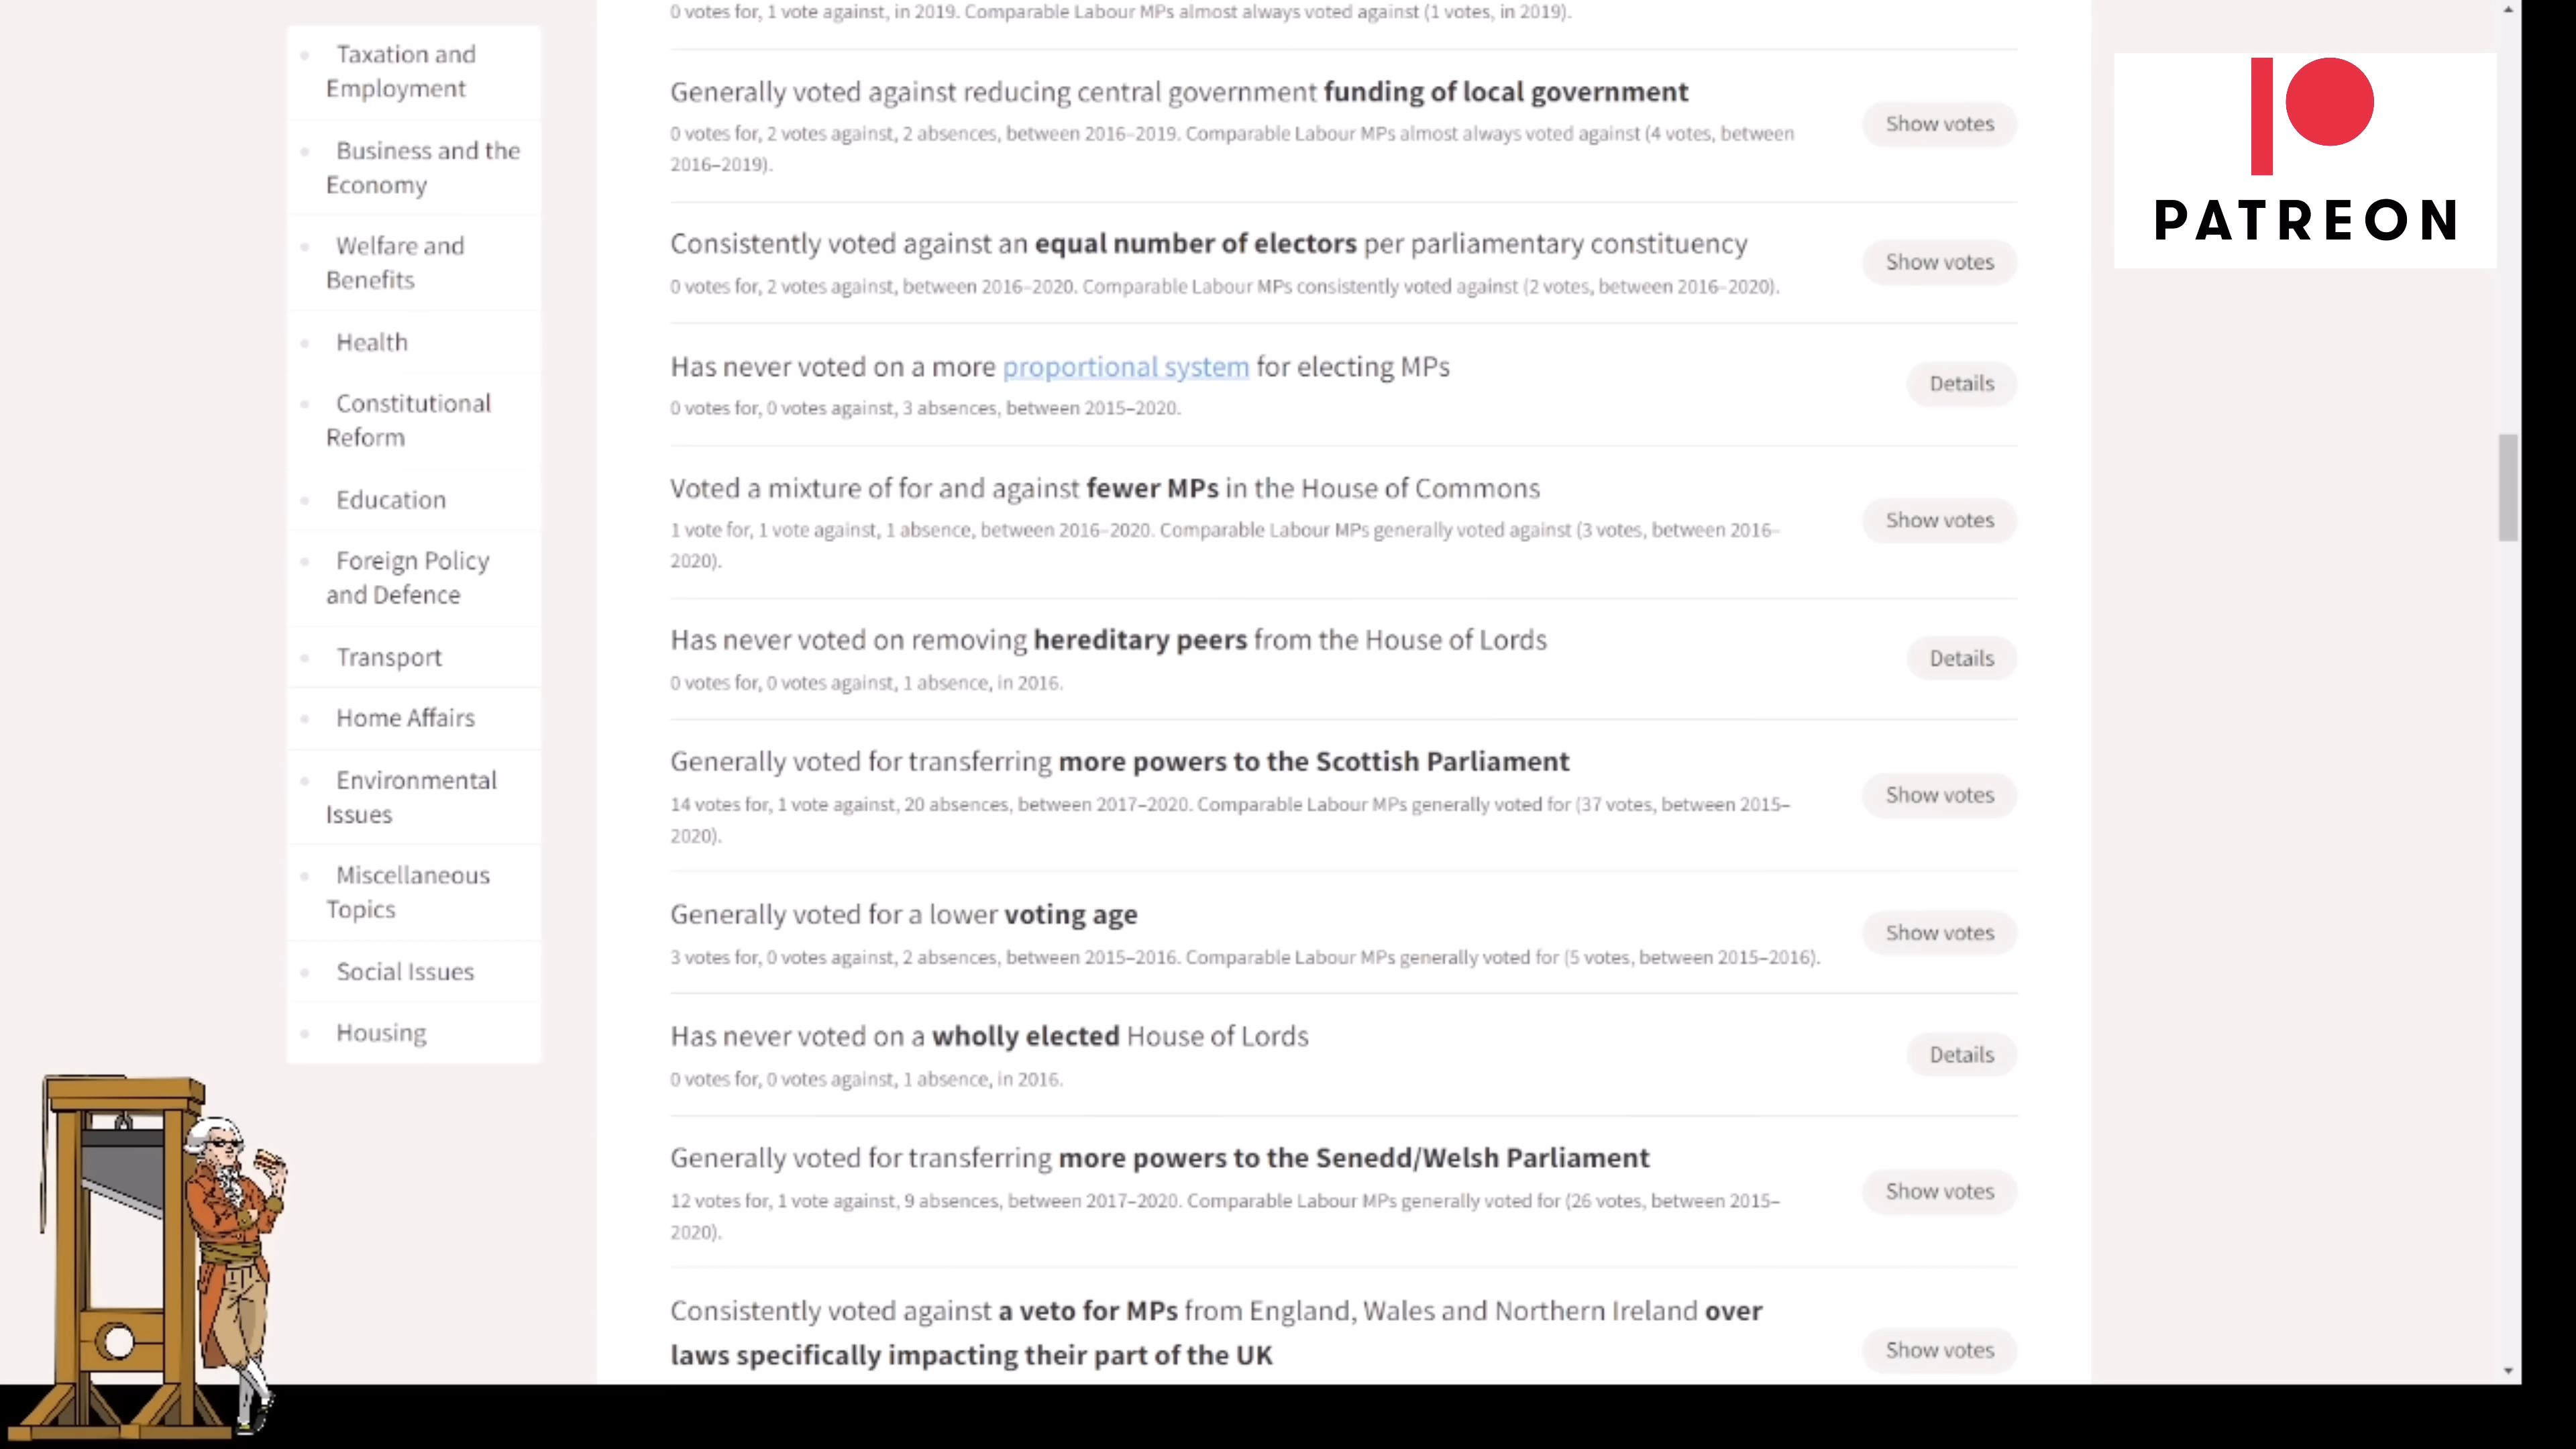 Taxation and
Employment
Business and the
Economy
Welfare and
Benefits
Health
Constitutional
Reform
Education
Foreign Policy
and Defence
Transport
Home Affairs
Environmental
Issues
Miscellaneous
Topics
Social Issues
Housing
0 votes for, 1 vote against, in 2019. Comparable Labour MPs almost always voted against (1 votes, in 2019).
Generally voted against reducing central government funding of local government
0 votes for, 2 votes against, 2 absences, between 2016–2019. Comparable Labour MPs almost always voted against (4 votes, between
2016–2019).
Show votes
Consistently voted against an equal number of electors per parliamentary constituency
0 votes for, 2 votes against, between 2016–2020. Comparable Labour MPs consistently voted against (2 votes, between 2016–2020).
Show votes
Has never voted on a more proportional system for electing MPs
0 votes for, 0 votes against, 3 absences, between 2015–2020.
Details
Voted a mixture of for and against fewer MPs in the House of Commons
1 vote for, 1 vote against, 1 absence, between 2016–2020. Comparable Labour MPs generally voted against (3 votes, between 2016–
2020).
Show votes
Has never voted on removing hereditary peers from the House of Lords
0 votes for, 0 votes against, 1 absence, in 2016.
Details
Generally voted for transferring more powers to the Scottish Parliament
14 votes for, 1 vote against, 20 absences, between 2017–2020. Comparable Labour MPs generally voted for (37 votes, between 2015–
2020).
Show votes
Generally voted for a lower voting age
3 votes for, 0 votes against, 2 absences, between 2015–2016. Comparable Labour MPs generally voted for (5 votes, between 2015–2016).
Show votes
Has never voted on a wholly elected House of Lords
0 votes for, 0 votes against, 1 absence, in 2016.
Details
Generally voted for transferring more powers to the Senedd/Welsh Parliament
12 votes for, 1 vote against, 9 absences, between 2017–2020. Comparable Labour MPs generally voted for (26 votes, between 2015–
2020).
Show votes
Consistently voted against a veto for MPs from England, Wales and Northern Ireland over
laws specifically impacting their part of the UK
Show votes
PATREON